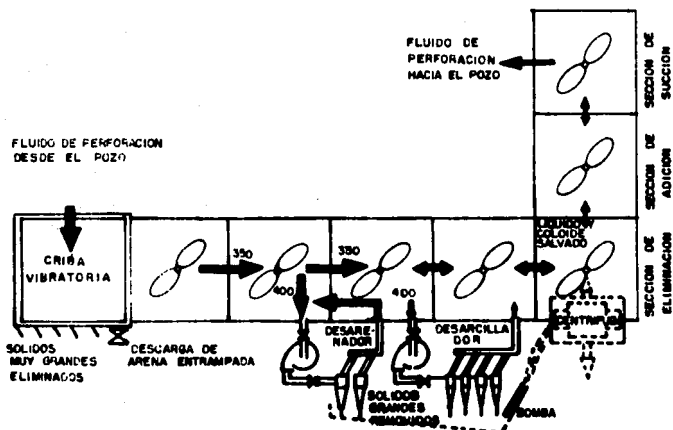 FLUIDO DE
PERFORACION
HACIA EL POZO
SECCION DE
SUCCION
FLUIDO DE PERFORACION
DESDE EL POZO
SECCION DE
ADICION
CRIBA
VIBRATORIA
350
350
400
400
LIQUIDO Y
COLOIDE
SALVADO
SECCION DE
ELIMINACION
SOLIDOS
MUY GRANDES
ELIMINADOS
DESCARGA DE
ARENA ENTRAMPADA
DESARE-
NADOR
DESARCILLA
DOR
SOLIDOS
GRANDES
REMOVIDOS
BOMBA